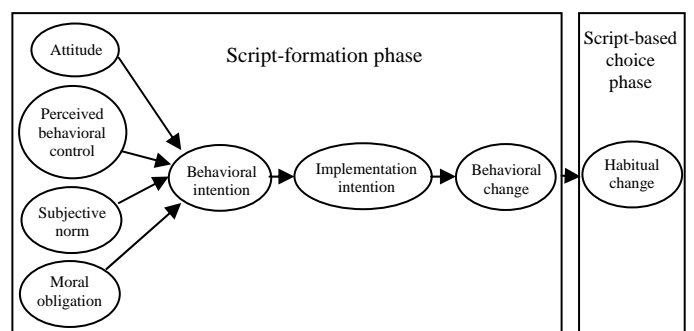 Script-formation phase
Script-based
choice
phase
Attitude
Perceived
behavioral
control
Subjective
norm
Moral
obligation
Behavioral
intention
Implementation
intention
Behavioral
change
Habitual
change